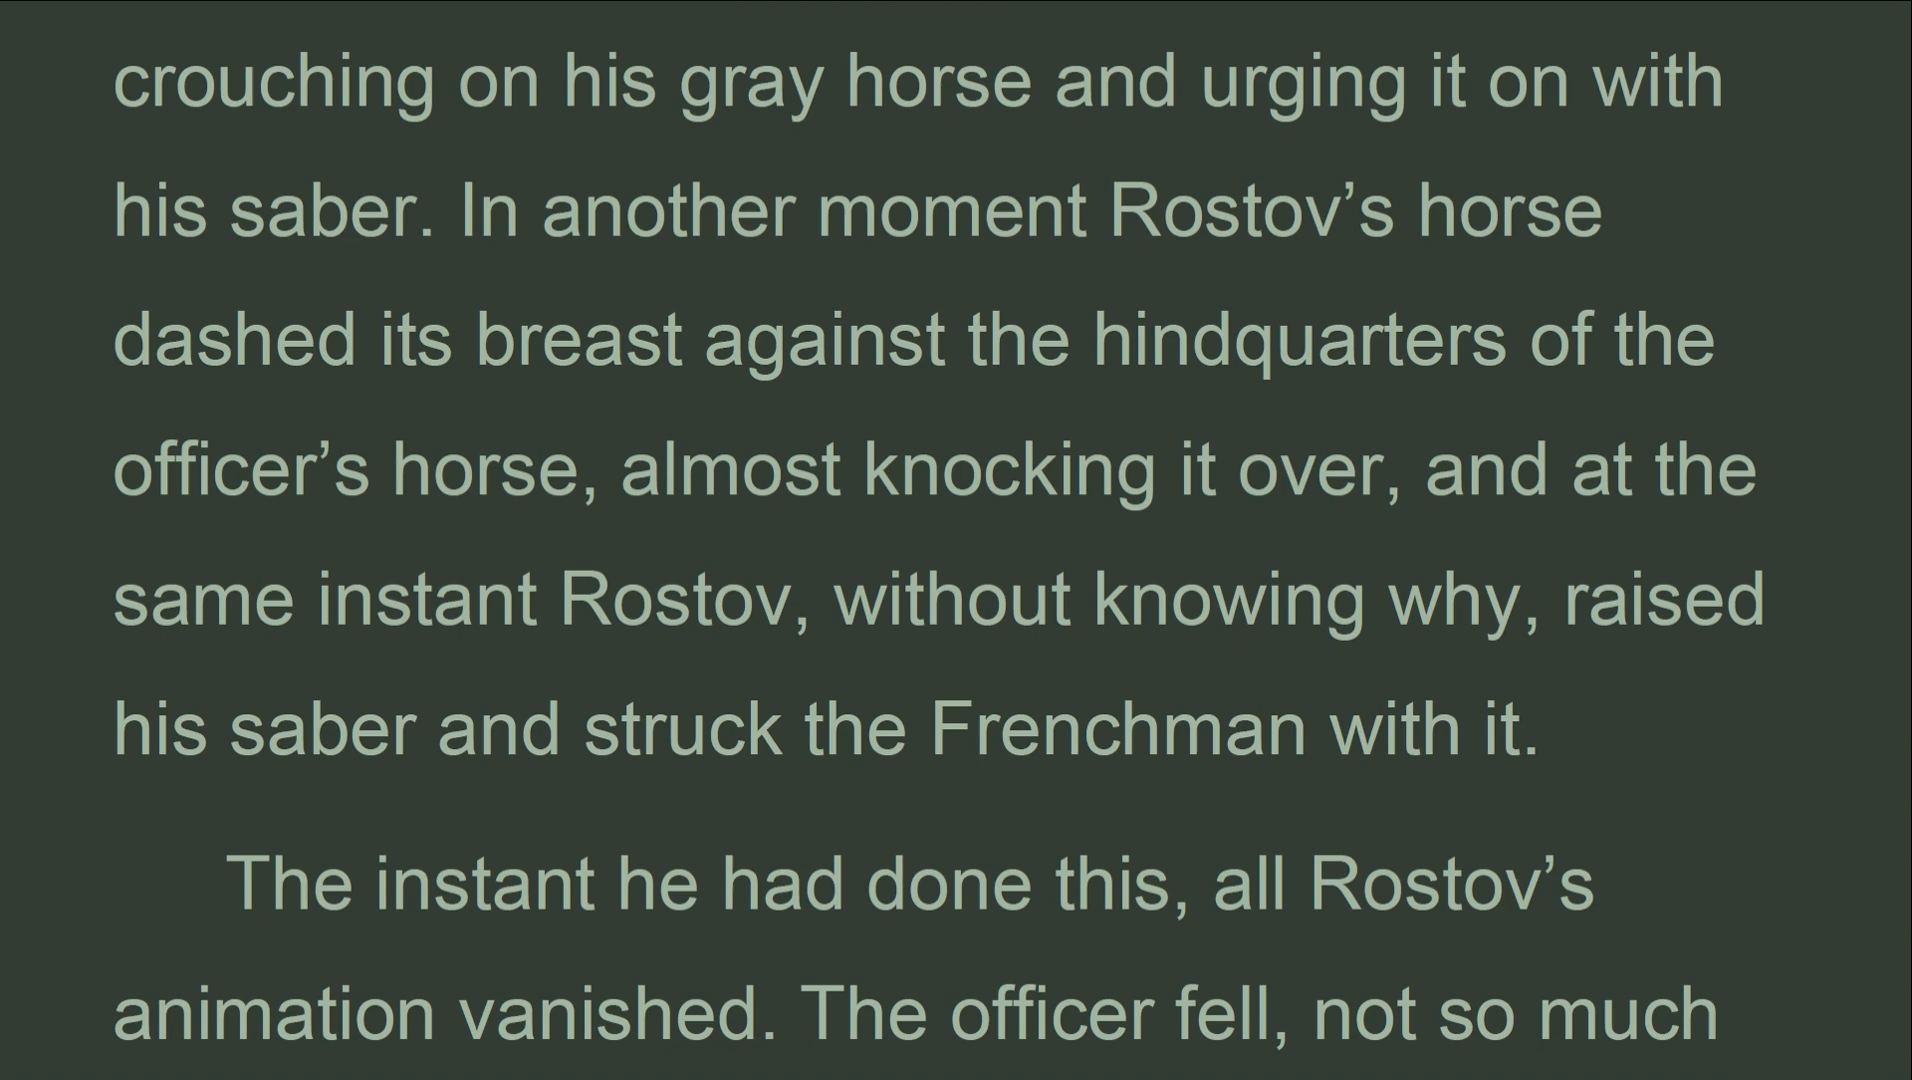 crouching on his gray horse and urging it on with
his saber. In another moment Rostov’s horse
dashed its breast against the hindquarters of the
officer’s horse, almost knocking it over, and at the
same instant Rostov, without knowing why, raised
his saber and struck the Frenchman with it.
The instant he had done this, all Rostov’s
animation vanished. The officer fell, not so much